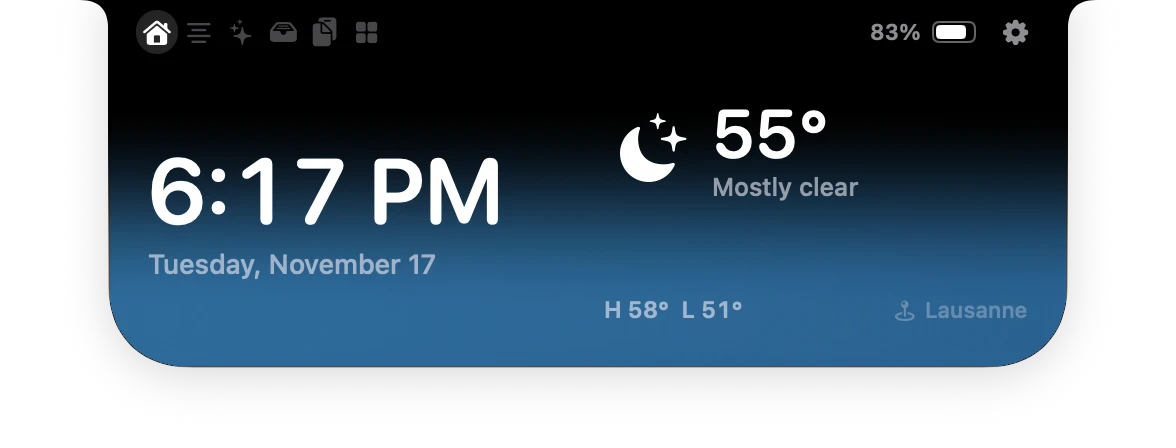 83%
6:17 PM
Tuesday, November 17
55°
Mostly clear
H 58° L 51°
Lausanne